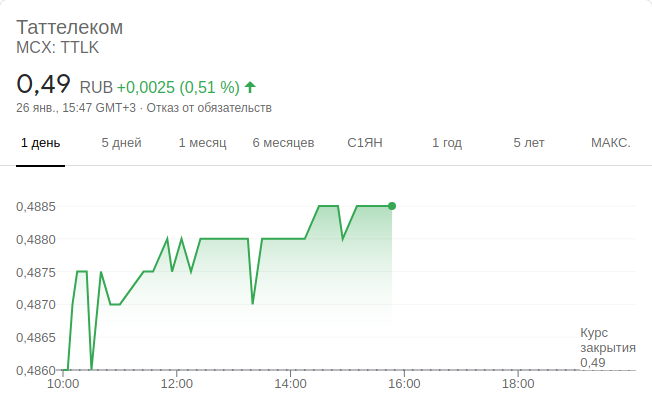 Таттелеком
MCX: TTLK
0,49 RUB +0,0025 (0,51 %)
26 янв., 15:47 GMT+3 · Отказ от обязательств
1 день 5 дней 1 месяц 6 месяцев С1ЯН 1 год 5 лет МАКС.
0,4885
0,4880
0,4875
0,4870
0,4865
0,4860
Курс
закрытия
0,49
10:00 12:00 14:00 16:00 18:00